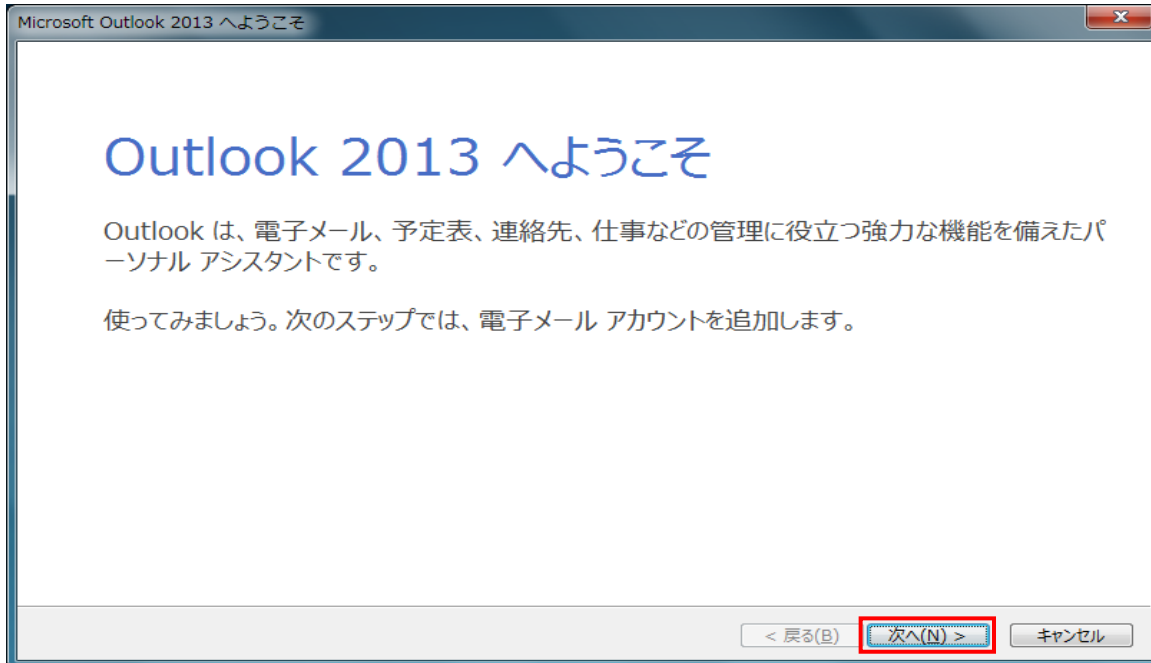 Microsoft Outlook 2013 へようこそ
Outlook 2013 へようこそ
Outlook は、電子メール、予定表、連絡先、仕事などの管理に役立つ強力な機能を備えたパ
ーソナル アシスタントです。
使ってみましょう。次のステップでは、電子メール アカウントを追加します。
< 戻る(B) 次へ(N) > キャンセル